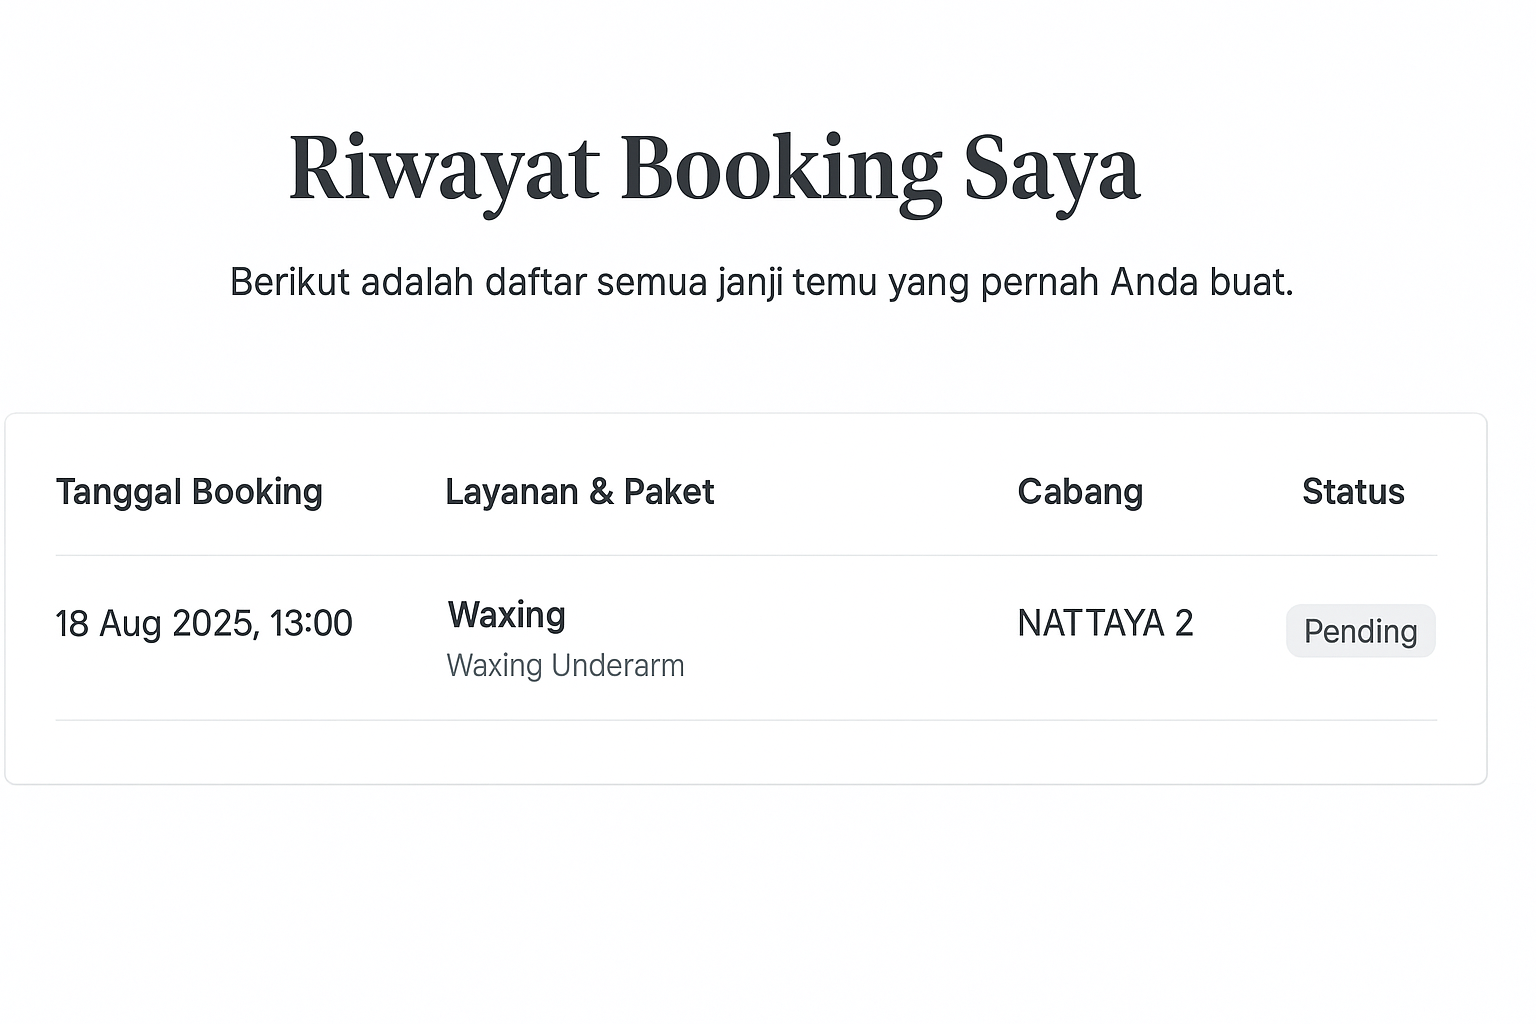 Riwayat Booking Saya
Berikut adalah daftar semua janji temu yang pernah Anda buat.
Tanggal Booking Layanan & Paket Cabang Status
18 Aug 2025, 13:00 Waxing NATTAYA 2 Pending
Waxing Underarm